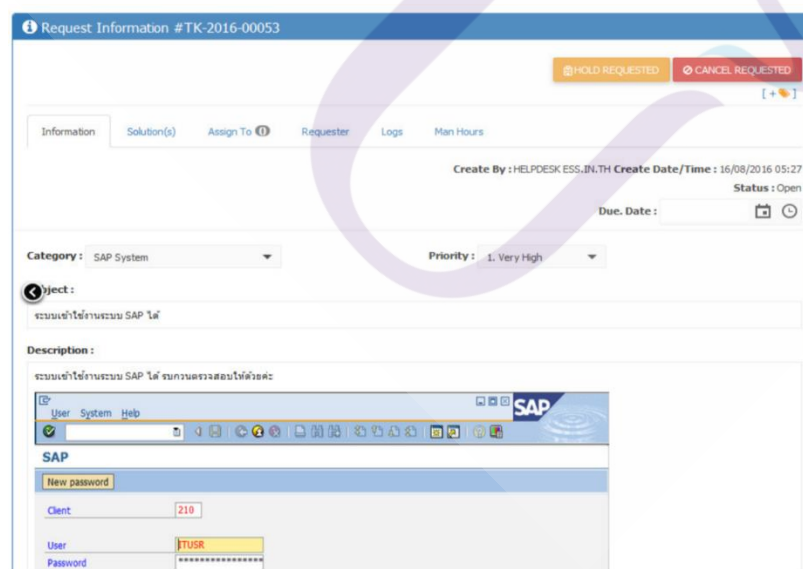 Request Information #TK-2016-00053
HOLD REQUESTED CANCEL REQUESTED
[ + ]
Information Solution(s) Assign To 0 Requester Logs Man Hours
Create By : HELPDESK ESS.IN.TH Create Date/Time : 16/08/2016 05:27
Status : Open
Due. Date :
Category : SAP System Priority : 1. Very High
bject :
ระบบเข้าใช้งานระบบ SAP ได้
Description :
ระบบเข้าใช้งานระบบ SAP ได้ รบกวนตรวจสอบให้ด้วยค่ะ
User System Help
SAP
SAP
New password
Client 210
User ITUSR
Password ****************